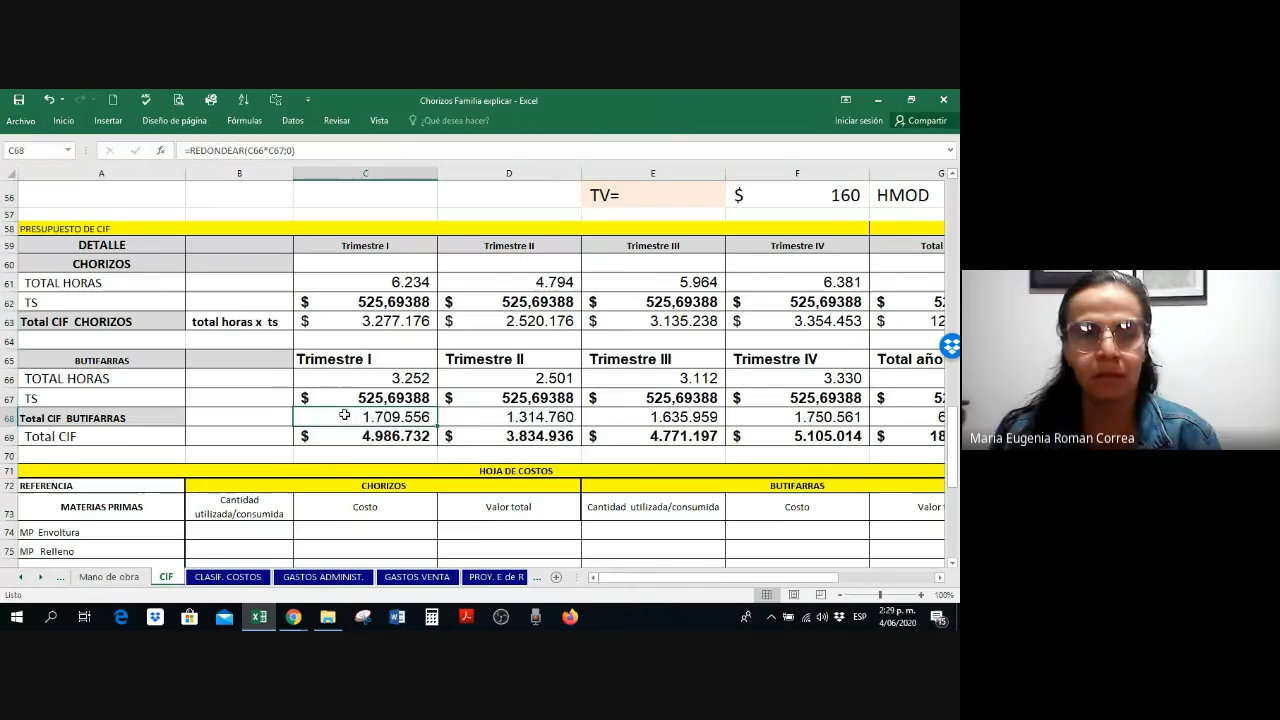 Chorizos Familia explicar - Excel
Archivo Inicio Insertar Diseño de página Fórmulas Datos Revisar Vista ¿Qué desea hacer? Iniciar sesión Compartir
C68 fx =REDONDEAR(C66*C67;0)
A B C D E F G
56 TV= $ 160 HMOD
57
58 PRESUPUESTO DE CIF
59 DETALLE Trimestre I Trimestre II Trimestre III Trimestre IV Total
60 CHORIZOS
61 TOTAL HORAS 6.234 4.794 5.964 6.381
62 TS $ 525,69388 $ 525,69388 $ 525,69388 $ 525,69388 $ 52
63 Total CIF CHORIZOS total horas x ts $ 3.277.176 $ 2.520.176 $ 3.135.238 $ 3.354.453 $ 12
64
65 BUTIFARRAS Trimestre I Trimestre II Trimestre III Trimestre IV Total año
66 TOTAL HORAS 3.252 2.501 3.112 3.330
67 TS $ 525,69388 $ 525,69388 $ 525,69388 $ 525,69388 $ 52
68 Total CIF BUTIFARRAS 1.709.556 1.314.760 1.635.959 1.750.561 6
69 Total CIF $ 4.986.732 $ 3.834.936 $ 4.771.197 $ 5.105.014 $ 18
70
71 HOJA DE COSTOS
72 REFERENCIA CHORIZOS BUTIFARRAS
73 MATERIAS PRIMAS Cantidad utilizada/consumida Costo Valor total Cantidad utilizada/consumida Costo Valor t
74 MP Envoltura
75 MP Relleno
... Mano de obra CIF CLASIF. COSTOS GASTOS ADMINIST. GASTOS VENTA PROY. E de R ...
Listo 100%
ESP 2:29 p. m.
4/06/2020 15
Maria Eugenia Roman Correa